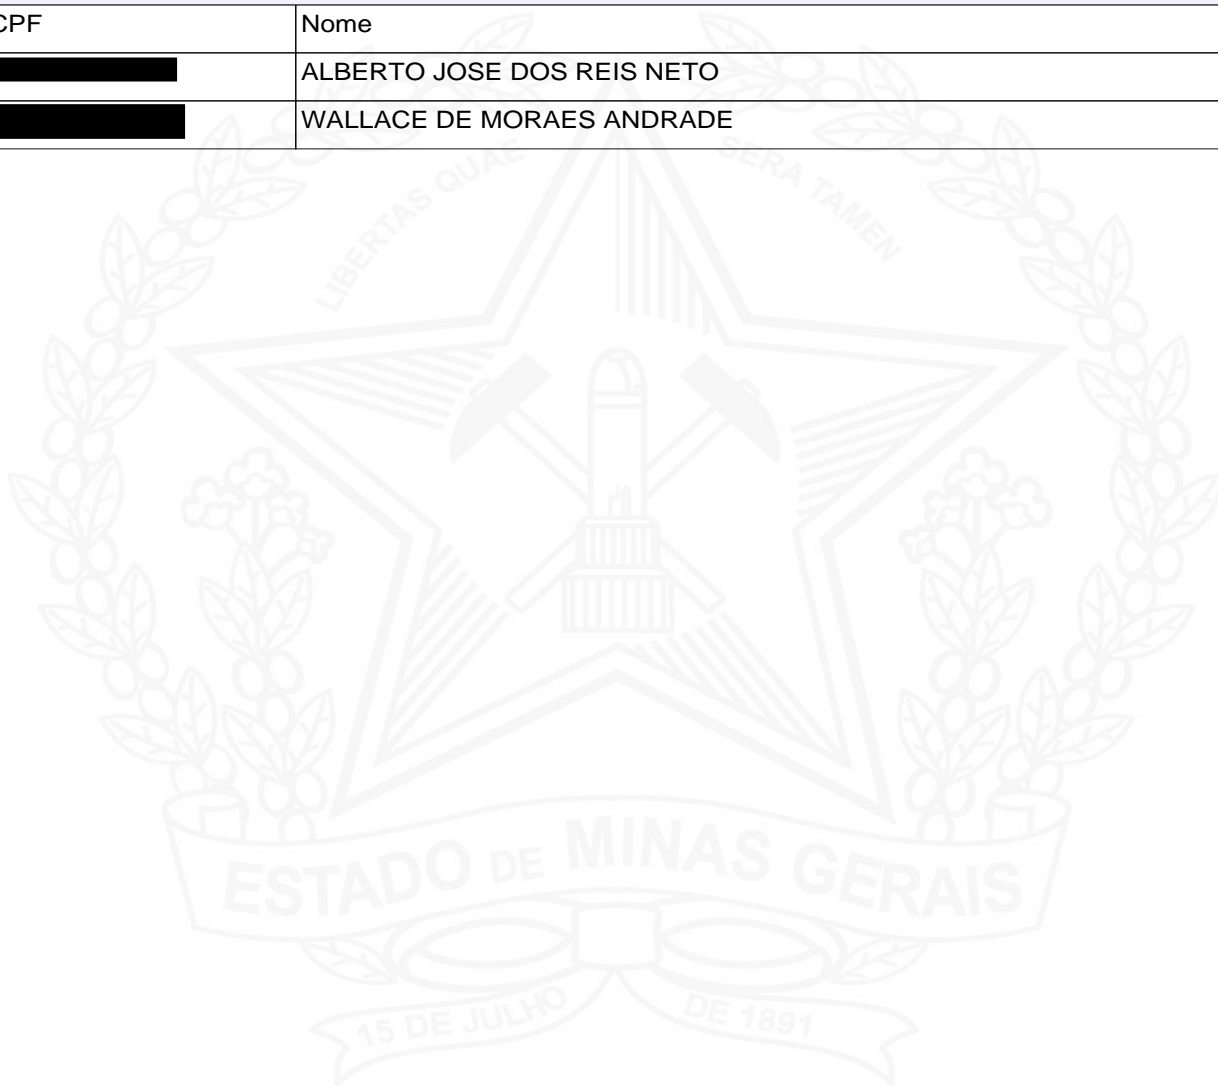 CPF Nome
ALBERTO JOSE DOS REIS NETO
WALLACE DE MORAES ANDRADE
LIBERTAS QUAE SERA TAMEN
ESTADO DE MINAS GERAIS
15 DE JULHO DE 1891